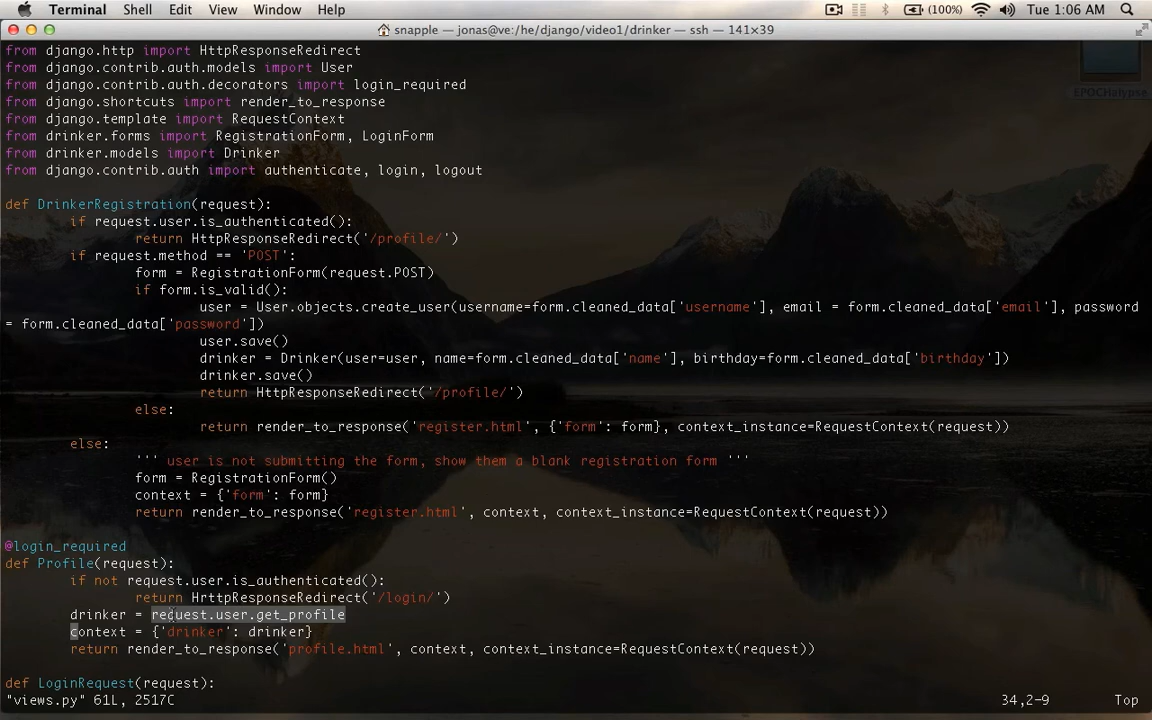 Terminal Shell Edit View Window Help (100%) Tue 1:06 AM
snapple — jonas@ve:/he/django/video1/drinker — ssh — 141×39
EPOCHalypse
from django.http import HttpResponseRedirect
from django.contrib.auth.models import User
from django.contrib.auth.decorators import login_required
from django.shortcuts import render_to_response
from django.template import RequestContext
from drinker.forms import RegistrationForm, LoginForm
from drinker.models import Drinker
from django.contrib.auth import authenticate, login, logout
def DrinkerRegistration(request):
if request.user.is_authenticated():
return HttpResponseRedirect('/profile/')
if request.method == 'POST':
form = RegistrationForm(request.POST)
if form.is_valid():
user = User.objects.create_user(username=form.cleaned_data['username'], email = form.cleaned_data['email'], password
= form.cleaned_data['password'])
user.save()
drinker = Drinker(user=user, name=form.cleaned_data['name'], birthday=form.cleaned_data['birthday'])
drinker.save()
return HttpResponseRedirect('/profile/')
else:
return render_to_response('register.html', {'form': form}, context_instance=RequestContext(request))
else:
''' user is not submitting the form, show them a blank registration form '''
form = RegistrationForm()
context = {'form': form}
return render_to_response('register.html', context, context_instance=RequestContext(request))
@login_required
def Profile(request):
if not request.user.is_authenticated():
return HrttpResponseRedirect('/login/')
drinker = request.user.get_profile
context = {'drinker': drinker}
return render_to_response('profile.html', context, context_instance=RequestContext(request))
def LoginRequest(request):
"views.py" 61L, 2517C 34,2-9 Top